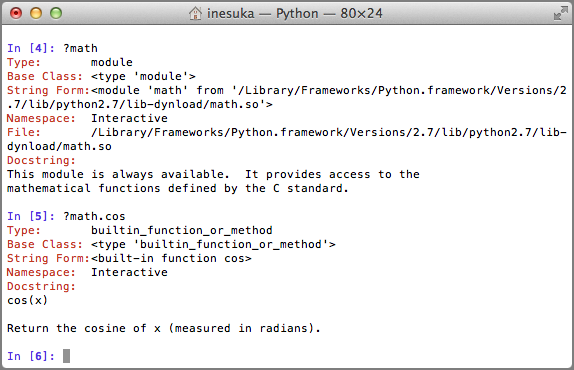 inesuka — Python — 80×24
In [4]: ?math
Type:       module
Base Class: <type 'module'>
String Form:<module 'math' from '/Library/Frameworks/Python.framework/Versions/2
.7/lib/python2.7/lib-dynload/math.so'>
Namespace:  Interactive
File:       /Library/Frameworks/Python.framework/Versions/2.7/lib/python2.7/lib-
dynload/math.so
Docstring:
This module is always available.  It provides access to the
mathematical functions defined by the C standard.
In [5]: ?math.cos
Type:       builtin_function_or_method
Base Class: <type 'builtin_function_or_method'>
String Form:<built-in function cos>
Namespace:  Interactive
Docstring:
cos(x)
Return the cosine of x (measured in radians).
In [6]: